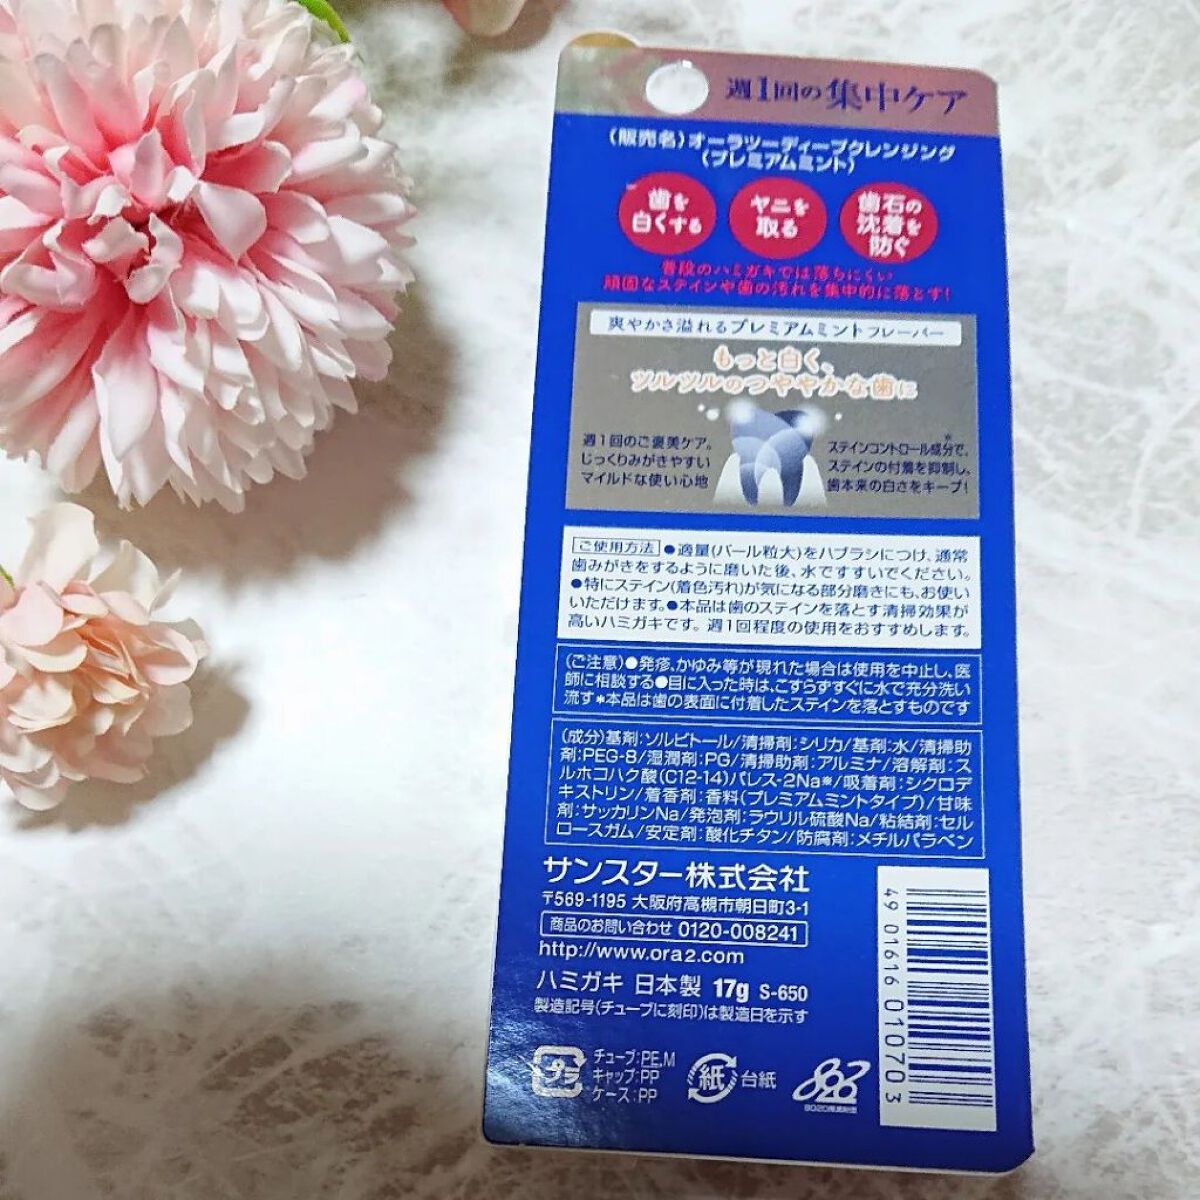 週1回の集中ケア
(販売名)オーラツーディープクレンジング
(プレミアムミント)
歯を
白くする
ヤニを
取る
歯石の
沈着を
防ぐ
普段のハミガキでは落ちにくい
頑固なステインや歯の汚れを集中的に落とす!
爽やかさ溢れるプレミアムミントフレーバー
もっと白く、
ツルツルのつややかな歯に
週1回のご褒美ケア。
じっくりみがきやすい
マイルドな使い心地
ステインコントロール成分*で、
ステインの付着を抑制し、
歯本来の白さをキープ!
ご使用方法 ●適量(パール粒大)をハブラシにつけ、通常
歯みがきをするように磨いた後、水ですすいでください。
●特にステイン(着色汚れ)が気になる部分磨きにも、お使い
いただけます。●本品は歯のステインを落とす清掃効果が
高いハミガキです。週1回程度の使用をおすすめします。
(ご注意)●発疹、かゆみ等が現れた場合は使用を中止し、医
師に相談する●目に入った時は、こすらずすぐに水で充分洗い
流す*本品は歯の表面に付着したステインを落とすものです
(成分)基剤:ソルビトール/清掃剤:シリカ/基剤:水/清掃助
剤:PEG-8/湿潤剤:PG/清掃助剤:アルミナ/溶解剤:ス
ルホコハク酸(C12-14)パレス-2Na*/吸着剤:シクロデ
キストリン/着香剤:香料(プレミアムミントタイプ)/甘味
剤:サッカリンNa/発泡剤:ラウリル硫酸Na/粘結剤:セル
ロースガム/安定剤:酸化チタン/防腐剤:メチルパラベン
サンスター株式会社
〒569-1195 大阪府高槻市朝日町3-1
商品のお問い合わせ 0120-008241
http://www.ora2.com
ハミガキ 日本製 17g S-650
製造記号(チューブに刻印)は製造日を示す
プラ
チューブ:PE,M
キャップ:PP
ケース:PP
紙 台紙
8020
8020推進財団
4 901616 010703